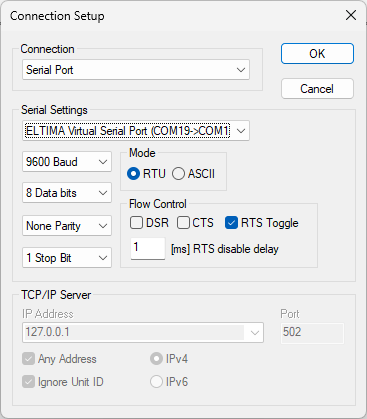 Connection Setup
Connection
Serial Port
OK
Cancel
Serial Settings
ELTIMA Virtual Serial Port (COM19->COM1
9600 Baud
Mode
RTU
ASCII
8 Data bits
Flow Control
None Parity
DSR
CTS
RTS Toggle
1 Stop Bit
1
[ms] RTS disable delay
TCP/IP Server
IP Address
Port
127.0.0.1
502
Any Address
IPv4
Ignore Unit ID
IPv6